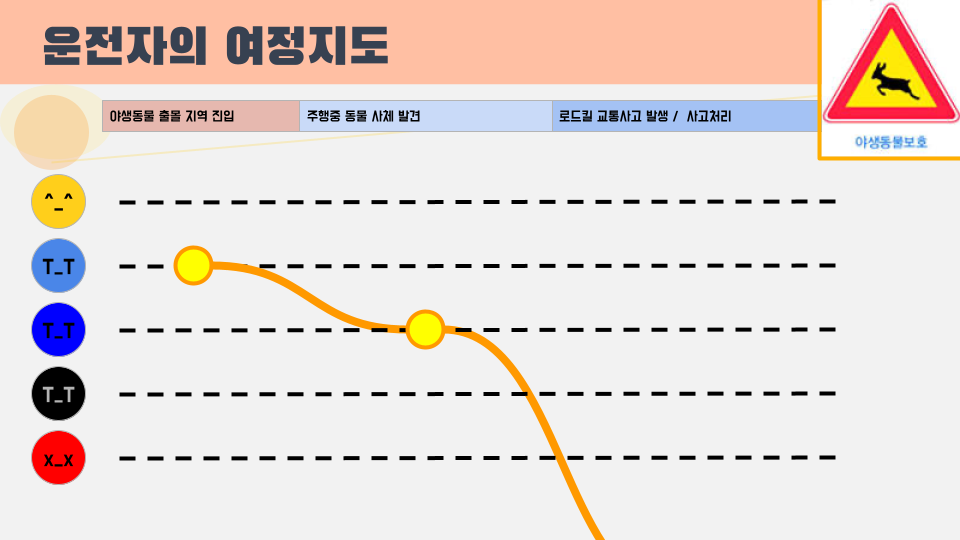 운전자의 여정지도
야생동물보호
야생동물 출몰 지역 진입
주행중 동물 사체 발견
로드킬 교통사고 발생 / 사고처리
^_^
T_T
T_T
T_T
x_x